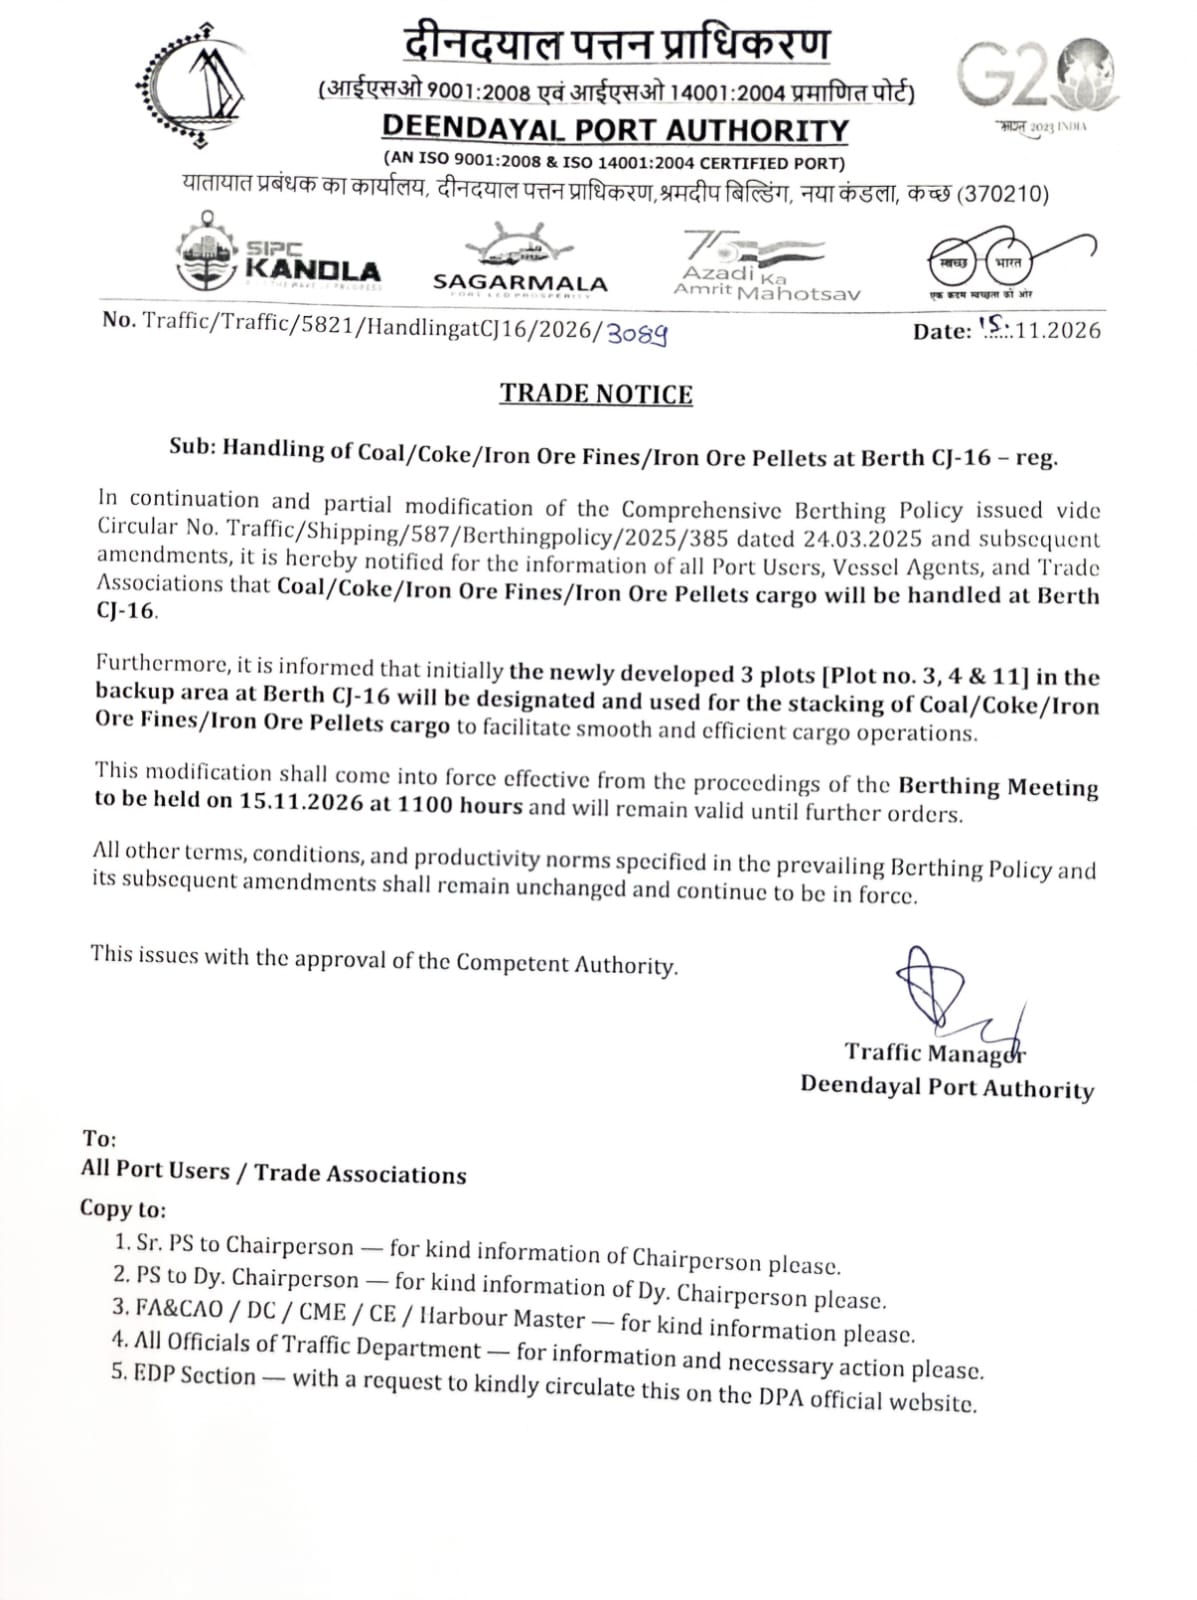 दीनदयाल पत्तन प्राधिकरण
(आईएसओ 9001:2008 एवं आईएसओ 14001:2004 प्रमाणित पोर्ट)
DEENDAYAL PORT AUTHORITY
(AN ISO 9001:2008 & ISO 14001:2004 CERTIFIED PORT)
यातायात प्रबंधक का कार्यालय, दीनदयाल पत्तन प्राधिकरण,श्रमदीप बिल्डिंग, नया कंडला, कच्छ (370210)
G20
भारत 2023 INDIA
SIPC
KANDLA
SAGARMALA
PORT LED PROSPERITY
75
Azadi Ka
Amrit Mahotsav
स्वच्छ भारत
एक कदम स्वच्छता की ओर
No. Traffic/Traffic/5821/HandlingatCJ16/2026/3089
Date: 15.11.2026
TRADE NOTICE
Sub: Handling of Coal/Coke/Iron Ore Fines/Iron Ore Pellets at Berth CJ-16 – reg.
In continuation and partial modification of the Comprehensive Berthing Policy issued vide
Circular No. Traffic/Shipping/587/Berthingpolicy/2025/385 dated 24.03.2025 and subsequent
amendments, it is hereby notified for the information of all Port Users, Vessel Agents, and Trade
Associations that Coal/Coke/Iron Ore Fines/Iron Ore Pellets cargo will be handled at Berth
CJ-16.
Furthermore, it is informed that initially the newly developed 3 plots [Plot no. 3, 4 & 11] in the
backup area at Berth CJ-16 will be designated and used for the stacking of Coal/Coke/Iron
Ore Fines/Iron Ore Pellets cargo to facilitate smooth and efficient cargo operations.
This modification shall come into force effective from the proceedings of the Berthing Meeting
to be held on 15.11.2026 at 1100 hours and will remain valid until further orders.
All other terms, conditions, and productivity norms specified in the prevailing Berthing Policy and
its subsequent amendments shall remain unchanged and continue to be in force.
This issues with the approval of the Competent Authority.
Traffic Manager
Deendayal Port Authority
To:
All Port Users / Trade Associations
Copy to:
1. Sr. PS to Chairperson — for kind information of Chairperson please.
2. PS to Dy. Chairperson — for kind information of Dy. Chairperson please.
3. FA&CAO / DC / CME / CE / Harbour Master — for kind information please.
4. All Officials of Traffic Department — for information and necessary action please.
5. EDP Section — with a request to kindly circulate this on the DPA official website.